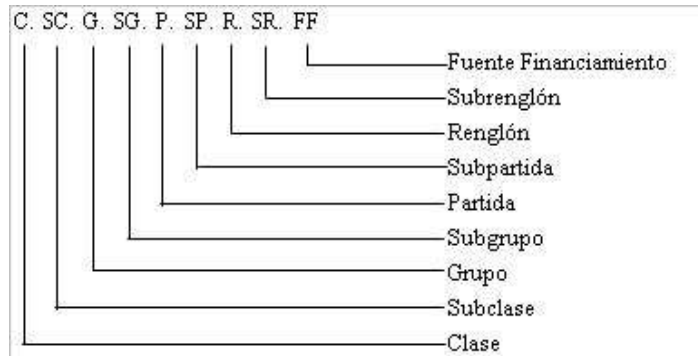 C. SC. G. SG. P. SP. R. SR. FF
Fuente Financiamiento
Subrenglón
Renglón
Subpartida
Partida
Subgrupo
Grupo
Subclase
Clase